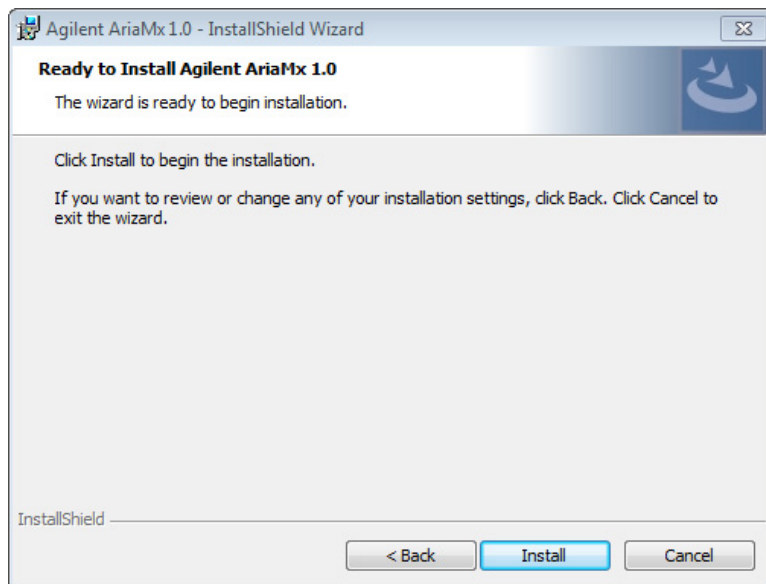 Agilent AriaMx 1.0 - InstallShield Wizard
Ready to Install Agilent AriaMx 1.0
The wizard is ready to begin installation.
Click Install to begin the installation.
If you want to review or change any of your installation settings, click Back. Click Cancel to
exit the wizard.
InstallShield
< Back Install Cancel